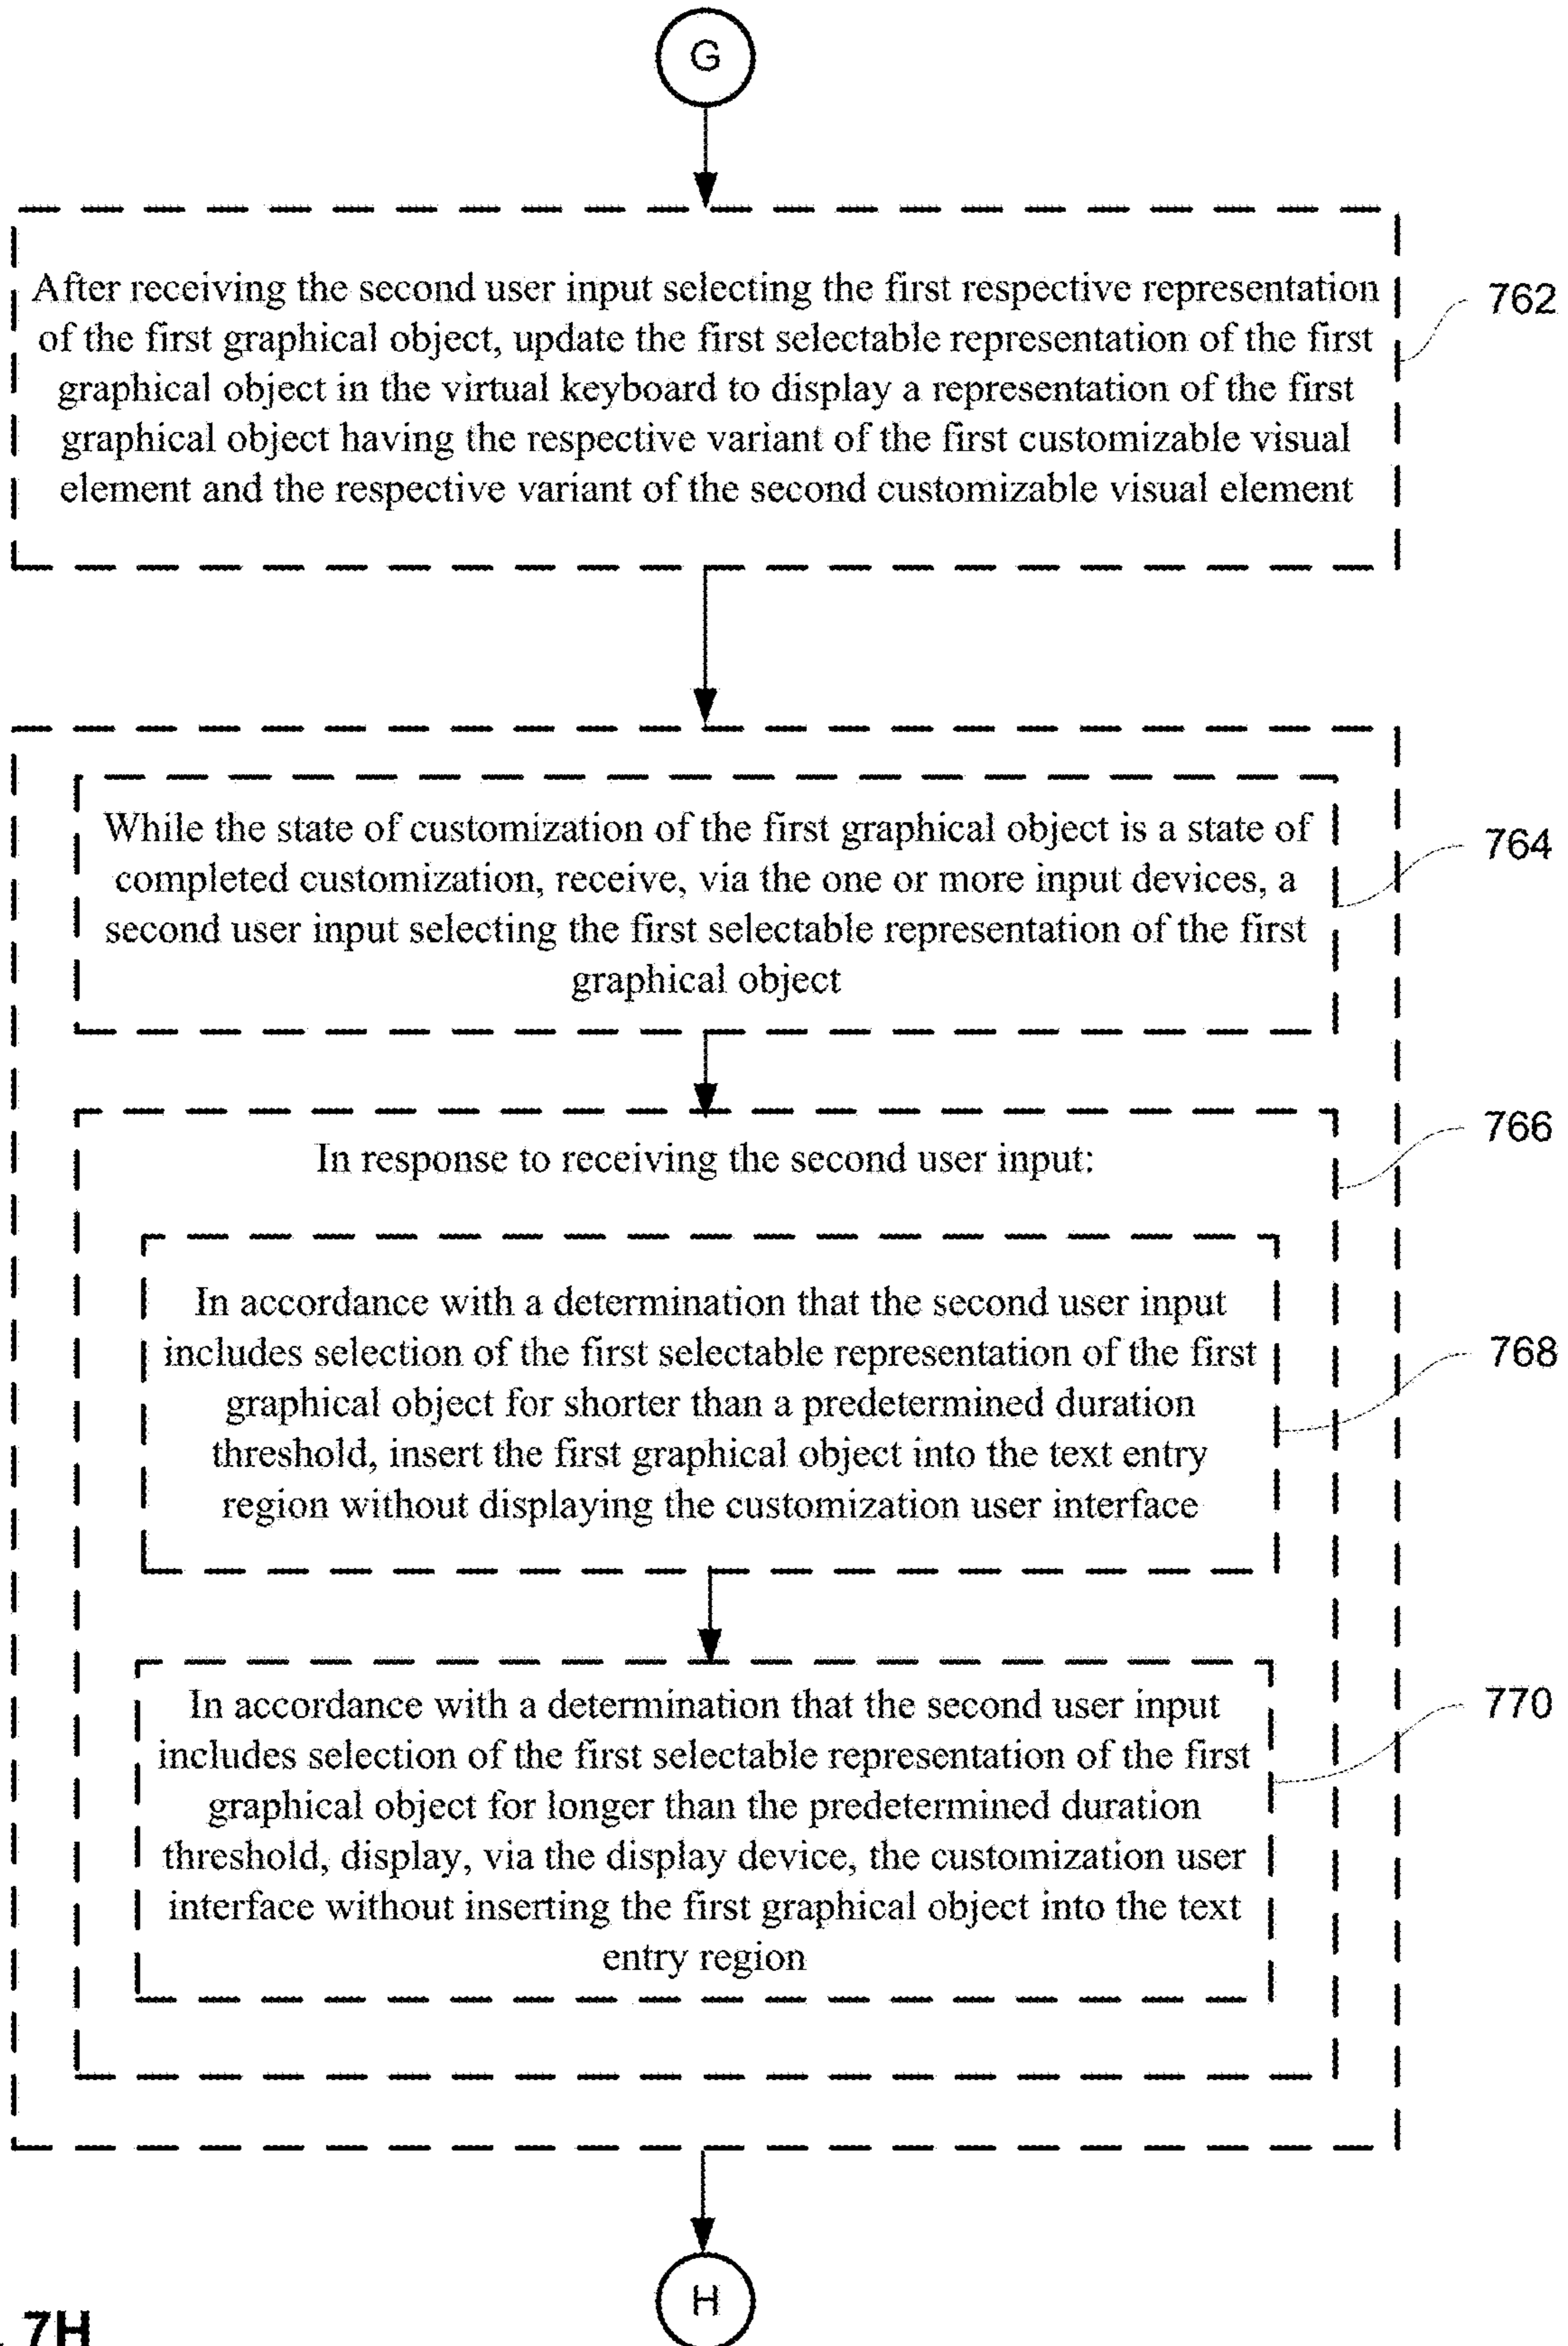 G
After receiving the second user input selecting the first respective representation
of the first graphical object, update the first selectable representation of the first
graphical object in the virtual keyboard to display a representation of the first
graphical object having the respective variant of the first customizable visual
element and the respective variant of the second customizable visual element
762
While the state of customization of the first graphical object is a state of
completed customization, receive, via the one or more input devices, a
second user input selecting the first selectable representation of the first
graphical object
764
In response to receiving the second user input:
766
In accordance with a determination that the second user input
includes selection of the first selectable representation of the first
graphical object for shorter than a predetermined duration
threshold, insert the first graphical object into the text entry
region without displaying the customization user interface
768
In accordance with a determination that the second user input
includes selection of the first selectable representation of the first
graphical object for longer than the predetermined duration
threshold, display, via the display device, the customization user
interface without inserting the first graphical object into the text
entry region
770
H
7H